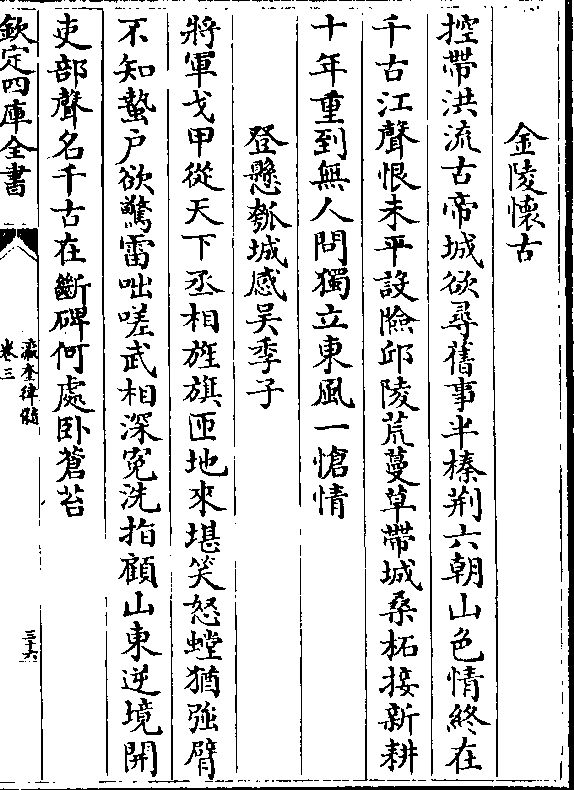 金陵懷古
控帶洪流古帝城欲尋舊事半榛荆六朝山色情終在
千古江聲恨未平設險邱陵荒蔓草帶城桑柘接新耕
十年重到無人問獨立東風一愴情
登懸瓠城感吴季子
將軍戈甲從天下丞相旌旗匝地來堪笑怒螳猶強臂
不知蟄户欲驚雷咄嗟武相深寃洗指顧山東逆境開
吏部聲名千古在斷碑何處卧蒼苔
欽定四庫全書
瀛奎律髓
卷三
三十六